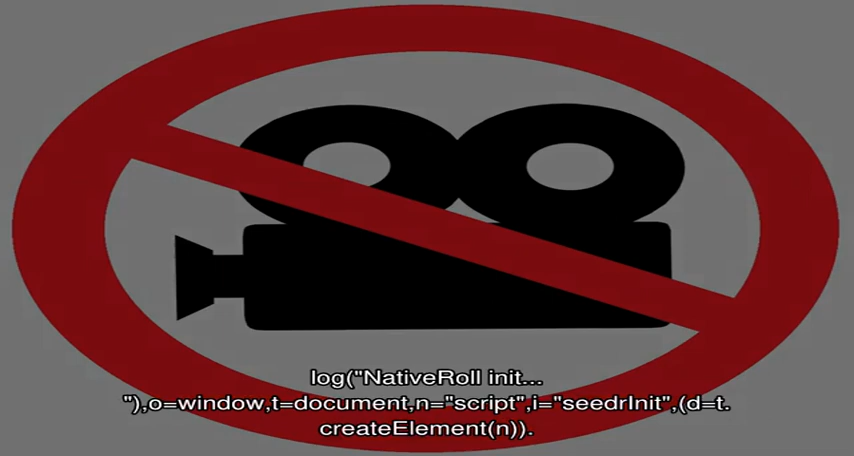 log("NativeRoll init...
"),o=window,t=document,n="script",i="seedrInit",(d=t.
createElement(n)).